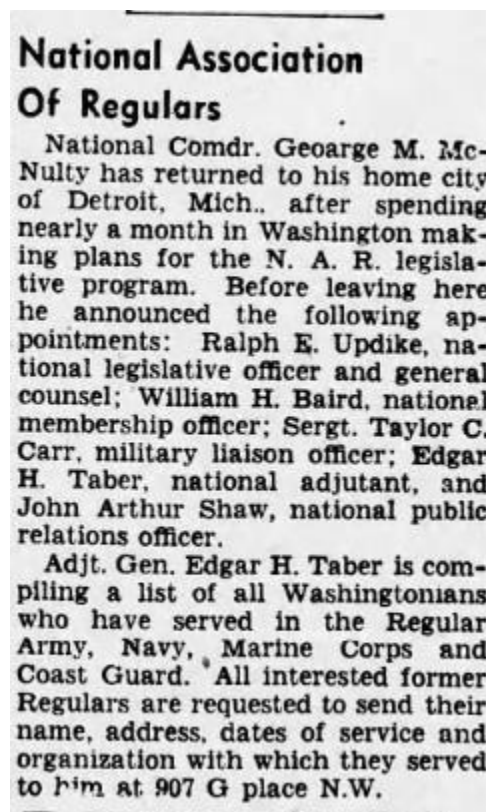 National Association
Of Regulars
National Comdr. Geoarge M. Mc-
Nulty has returned to his home city
of Detroit, Mich., after spending
nearly a month in Washington mak-
ing plans for the N. A. R. legisla-
tive program. Before leaving here
he announced the following ap-
pointments: Ralph E. Updike, na-
tional legislative officer and general
counsel; William H. Baird, national
membership officer; Sergt. Taylor C.
Carr, military liaison officer; Edgar
H. Taber, national adjutant, and
John Arthur Shaw, national public
relations officer.
Adjt. Gen. Edgar H. Taber is com-
piling a list of all Washingtonians
who have served in the Regular
Army, Navy, Marine Corps and
Coast Guard. All interested former
Regulars are requested to send their
name, address, dates of service and
organization with which they served
to him at 907 G place N.W.